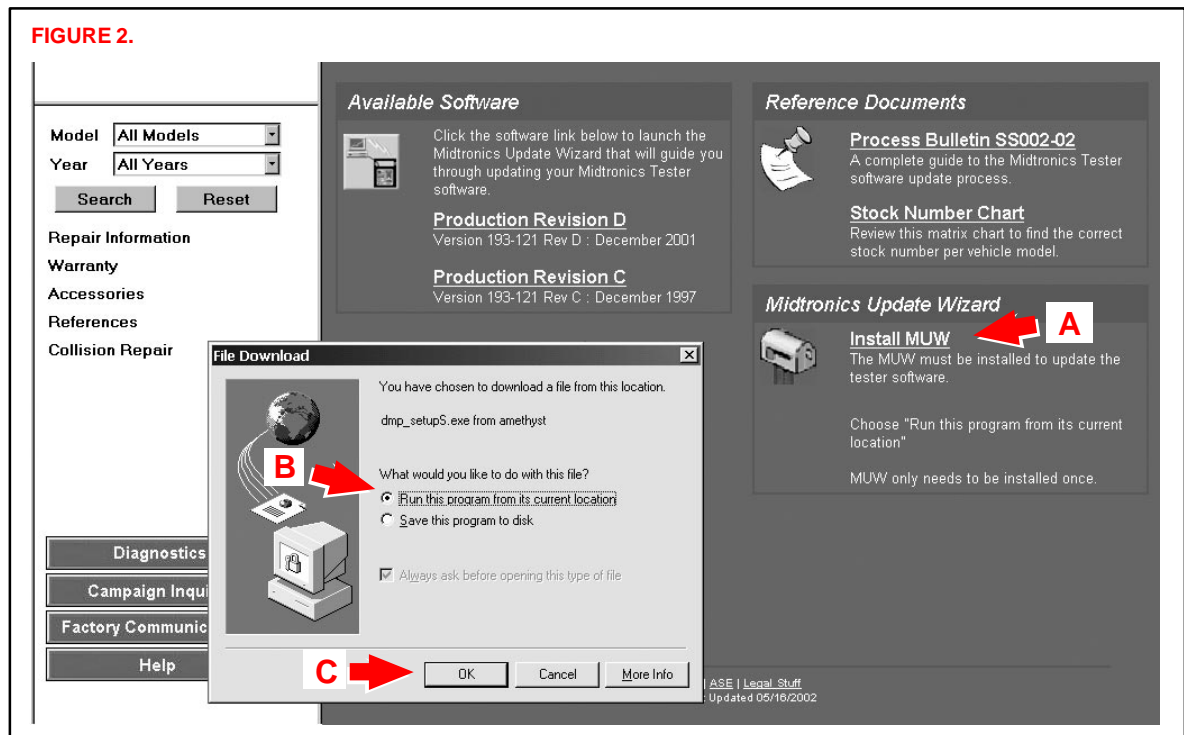 FIGURE 2.
Model All Models
Year All Years
Search Reset
Repair Information
Warranty
Accessories
References
Collision Repair
Diagnostics
Campaign Inqui
Factory Communic
Help
Available Software
Click the software link below to launch the
Midtronics Update Wizard that will guide you
through updating your Midtronics Tester
software.
Production Revision D
Version 193-121 Rev D : December 2001
Production Revision C
Version 193-121 Rev C : December 1997
Reference Documents
Process Bulletin SS002-02
A complete guide to the Midtronics Tester
software update process.
Stock Number Chart
Review this matrix chart to find the correct
stock number per vehicle model.
Midtronics Update Wizard
Install MUW
A
The MUW must be installed to update the
tester software.
Choose "Run this program from its current
location"
MUW only needs to be installed once.
File Download
You have chosen to download a file from this location.
dmp_setupS.exe from amethyst
What would you like to do with this file?
B
Run this program from its current location
Save this program to disk
Always ask before opening this type of file
C
OK Cancel More Info
| ASE | Legal Stuff
Updated 05/16/2002